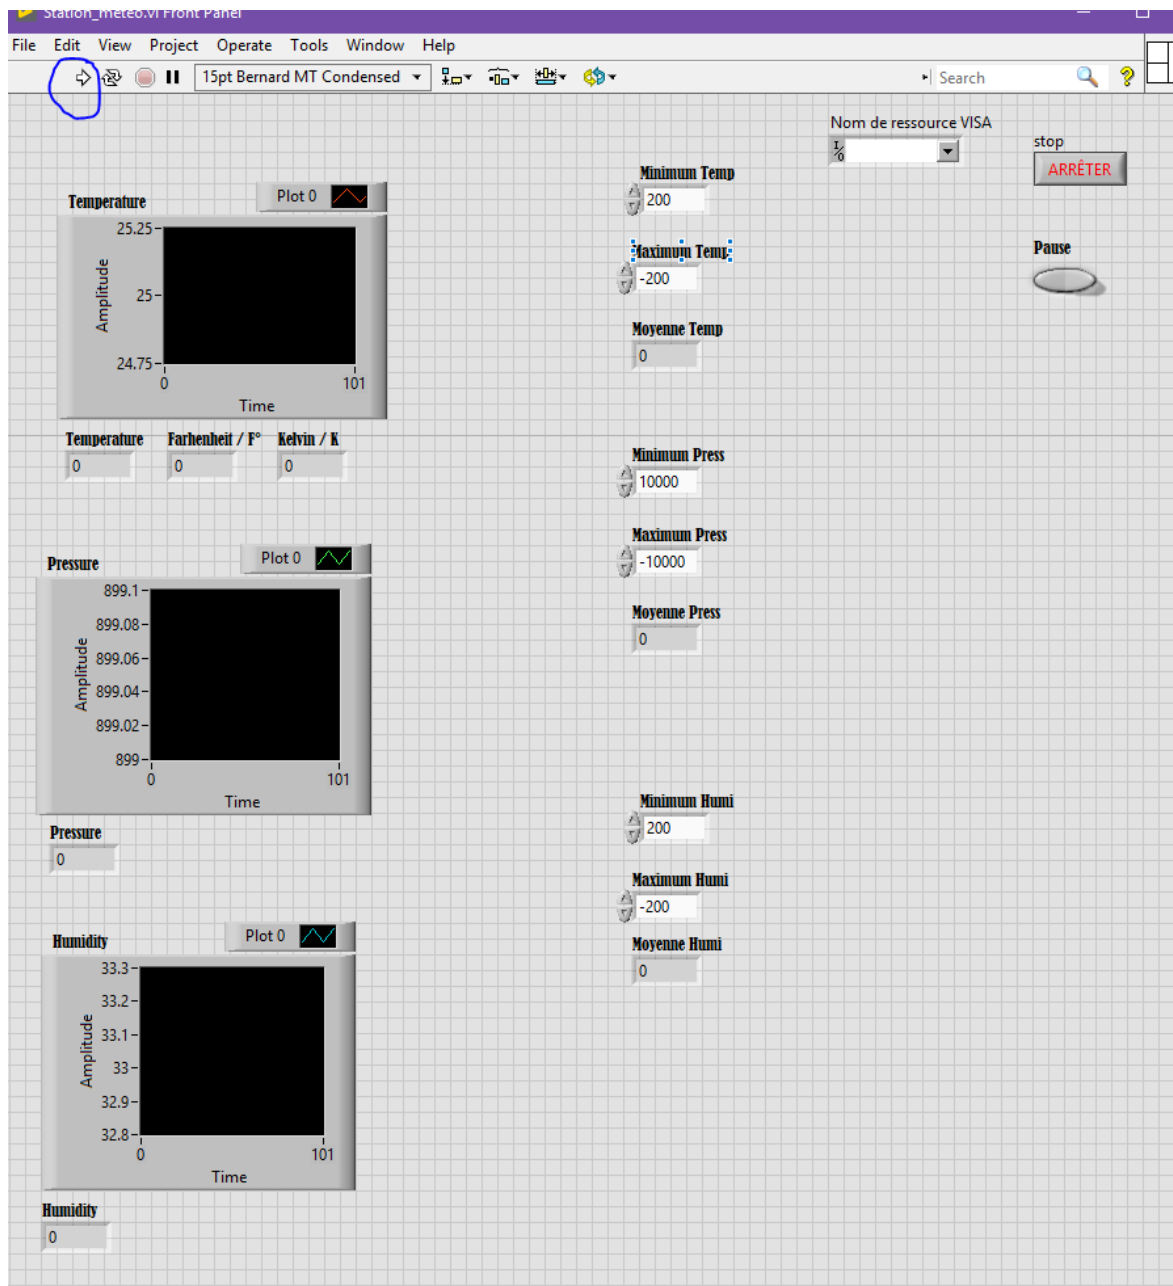 Station_meteo.vi Front Panel
File Edit View Project Operate Tools Window Help
15pt Bernard MT Condensed
Search
Nom de ressource VISA
stop
ARRÊTER
Pause
Temperature
Plot 0
25.25
25
24.75
Amplitude
0
101
Time
Temperature Farhenheit / F° Kelvin / K
0 0 0
Minimum Temp
200
Maximum Temp
-200
Moyenne Temp
0
Pressure
Plot 0
899.1
899.08
899.06
899.04
899.02
899
Amplitude
0
101
Time
Pressure
0
Minimum Press
10000
Maximum Press
-10000
Moyenne Press
0
Humidity
Plot 0
33.3
33.2
33.1
33
32.9
32.8
Amplitude
0
101
Time
Humidity
0
Minimum Humi
200
Maximum Humi
-200
Moyenne Humi
0